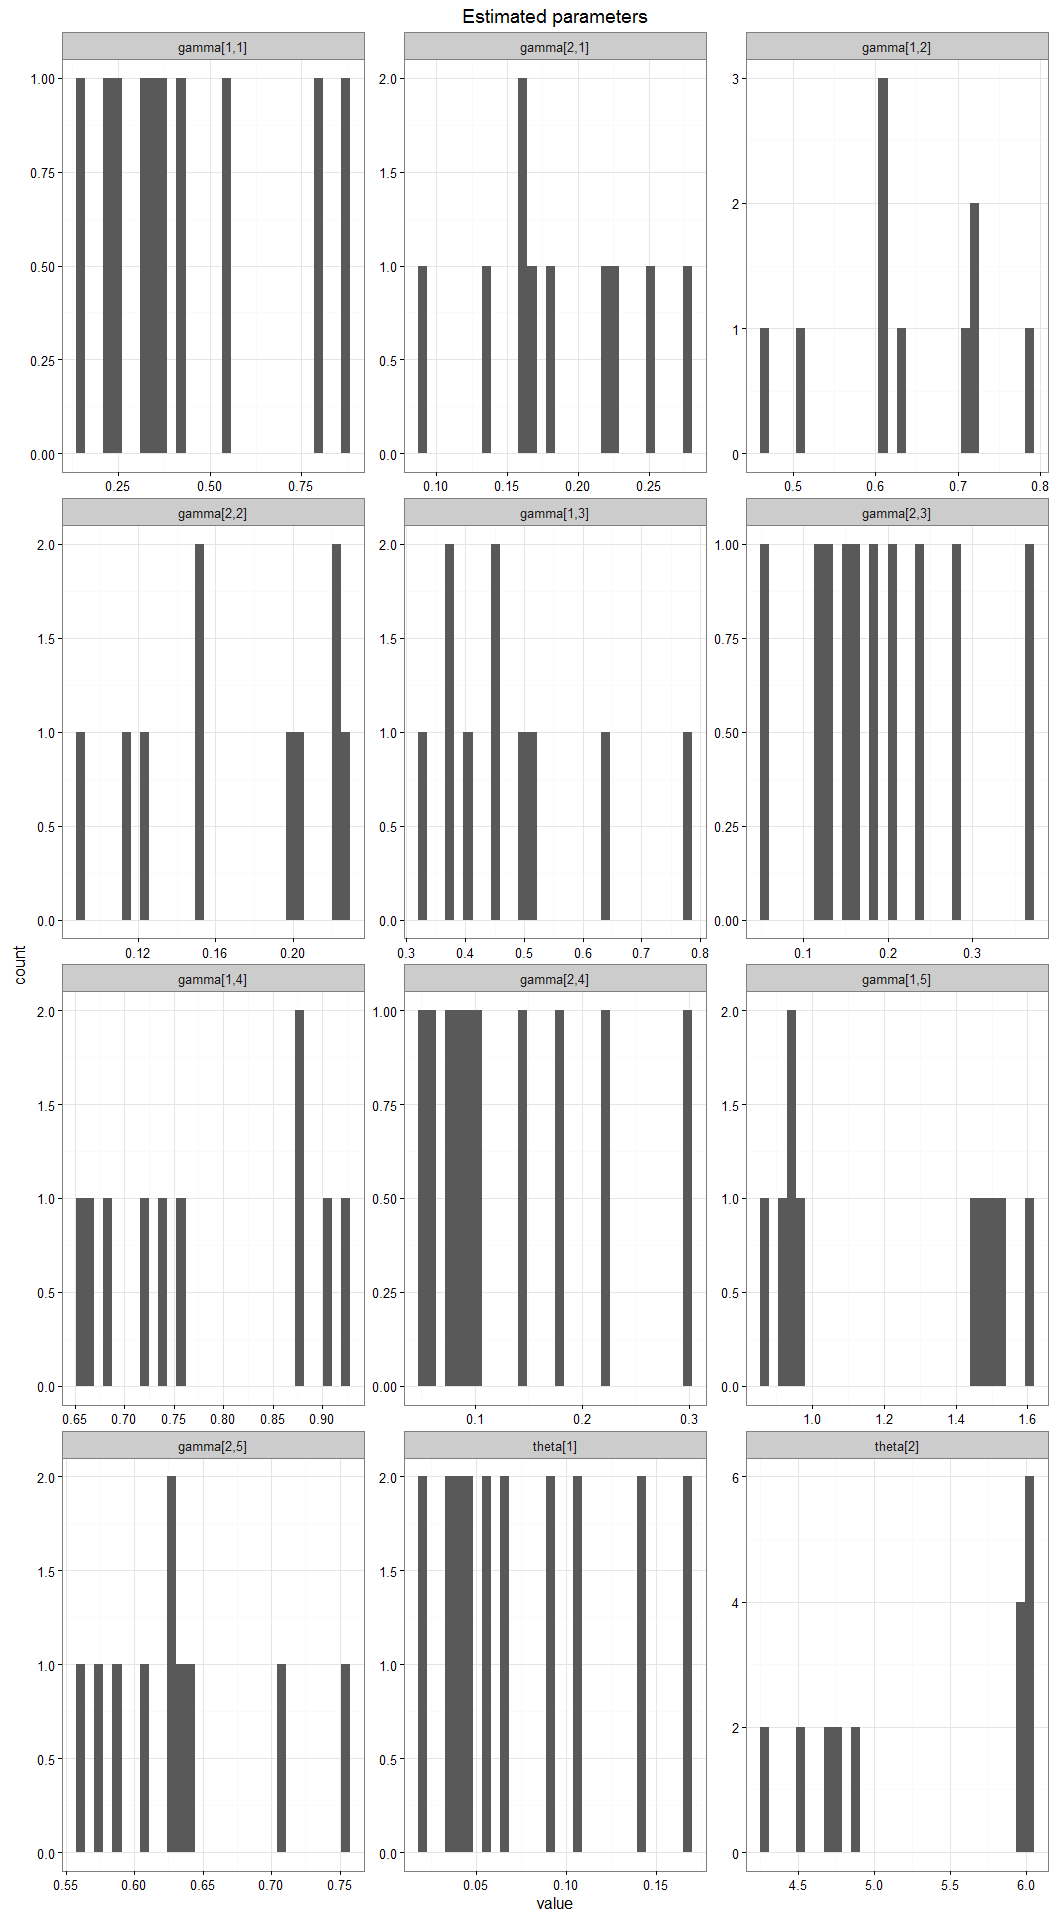 Estimated parameters
gamma[1,1] gamma[2,1] gamma[1,2]
1.00 0.75 0.50 0.25 0.00
2.0 1.5 1.0 0.5 0.0
3 2 1 0
0.25 0.50 0.75
0.10 0.15 0.20 0.25
0.5 0.6 0.7 0.8
gamma[2,2] gamma[1,3] gamma[2,3]
2.0 1.5 1.0 0.5 0.0
2.0 1.5 1.0 0.5 0.0
1.00 0.75 0.50 0.25 0.00
0.12 0.16 0.20
0.3 0.4 0.5 0.6 0.7 0.8
0.1 0.2 0.3
count
gamma[1,4] gamma[2,4] gamma[1,5]
2.0 1.5 1.0 0.5 0.0
1.00 0.75 0.50 0.25 0.00
2.0 1.5 1.0 0.5 0.0
0.65 0.70 0.75 0.80 0.85 0.90
0.1 0.2 0.3
1.0 1.2 1.4 1.6
gamma[2,5] theta[1] theta[2]
2.0 1.5 1.0 0.5 0.0
2.0 1.5 1.0 0.5 0.0
6 4 2 0
0.55 0.60 0.65 0.70 0.75
0.05 0.10 0.15
4.5 5.0 5.5 6.0
value